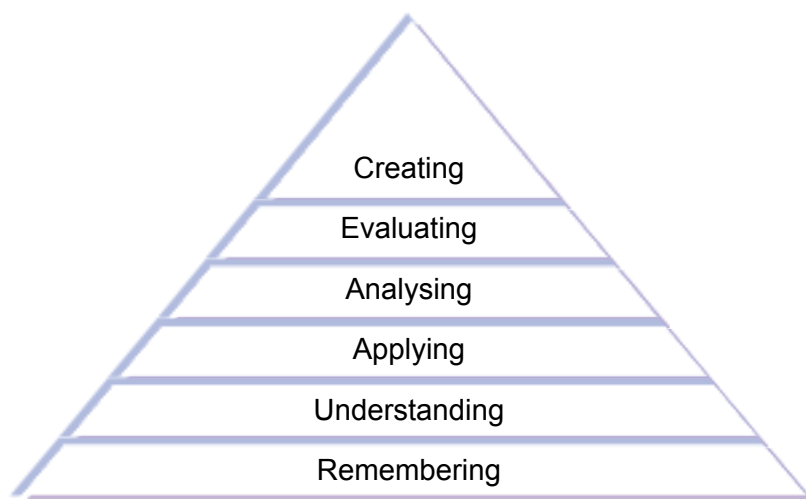 Creating
Evaluating
Analysing
Applying
Understanding
Remembering